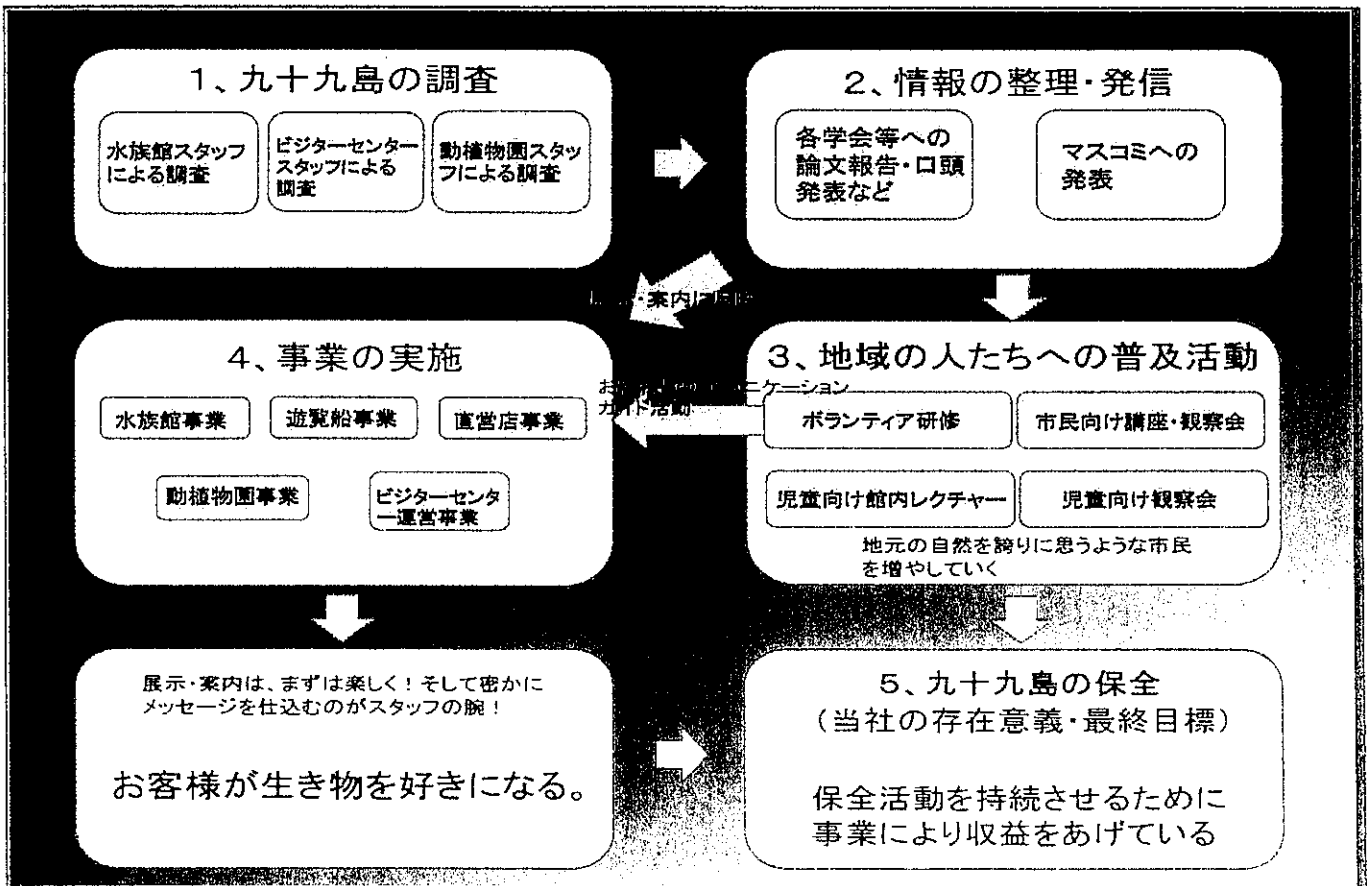 1、九十九島の調査
水族館スタッフ
による調査
ビジターセンター
スタッフによる
調査
動植物園スタッ
フによる調査
2、情報の整理・発信
各学会等への
論文報告・口頭
発表など
マスコミへの
発表
・案内に
4、事業の実施
水族館事業
遊覧船事業
直営店事業
動植物園事業
ビジターセンタ
ー運営事業
ニケーション
ガイド活動
3、地域の人たちへの普及活動
ボランティア研修
市民向け講座・観察会
児童向け館内レクチャー
児童向け観察会
地元の自然を誇りに思うような市民
を増やしていく
展示・案内は、まずは楽しく！そして密かに
メッセージを仕込むのがスタッフの腕！
お客様が生き物を好きになる。
5、九十九島の保全
（当社の存在意義・最終目標）
保全活動を持続させるために
事業により収益をあげている